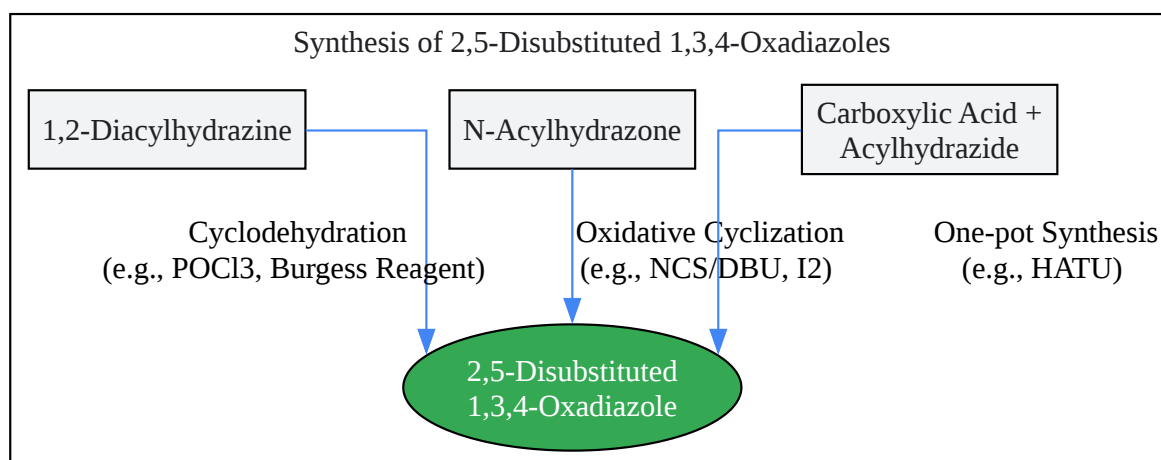 Synthesis of 2,5-Disubstituted 1,3,4-Oxadiazoles
1,2-Diacylhydrazine
N-Acylhydrazone
Carboxylic Acid +
Acylhydrazide
Cyclodehydration
(e.g., POCl3, Burgess Reagent)
Oxidative Cyclization
(e.g., NCS/DBU, I2)
One-pot Synthesis
(e.g., HATU)
2,5-Disubstituted
1,3,4-Oxadiazole